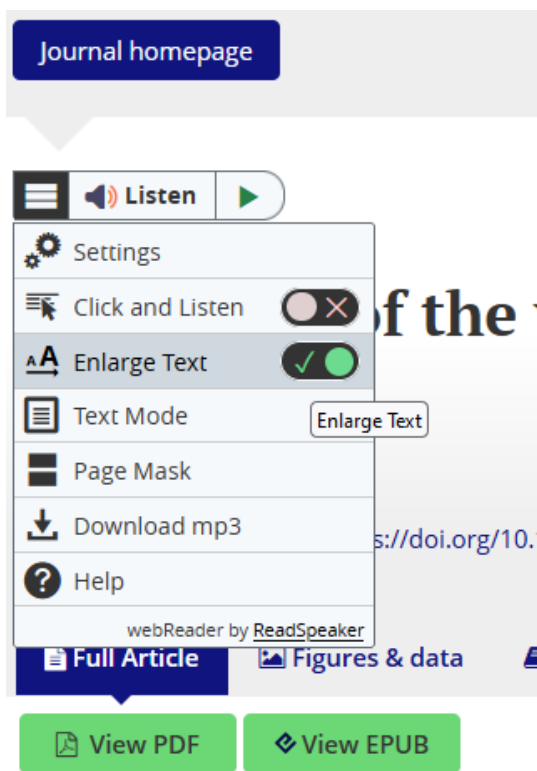 Journal homepage
Listen
Settings
Click and Listen
of the
Enlarge Text
Text Mode
Enlarge Text
Page Mask
Download mp3
s://doi.org/10.
Help
webReader by ReadSpeaker
Full Article Figures & data
View PDF View EPUB